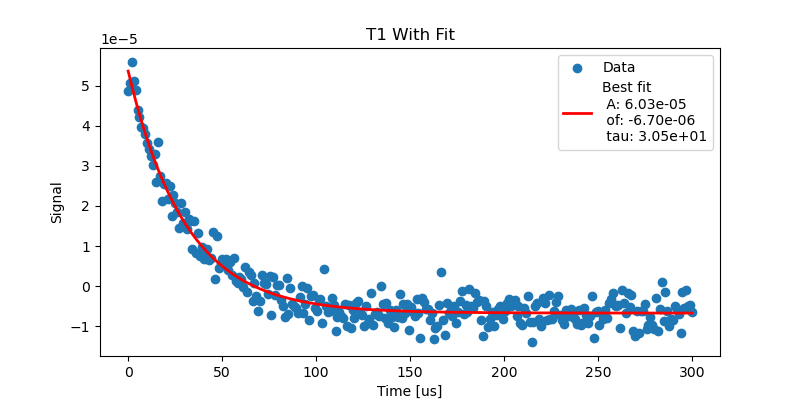 T1 With Fit
1e−5
Data
Best fit
A: 6.03e-05
of: -6.70e-06
tau: 3.05e+01
5
4
3
2
1
0
−1
Signal
0 50 100 150 200 250 300
Time [us]